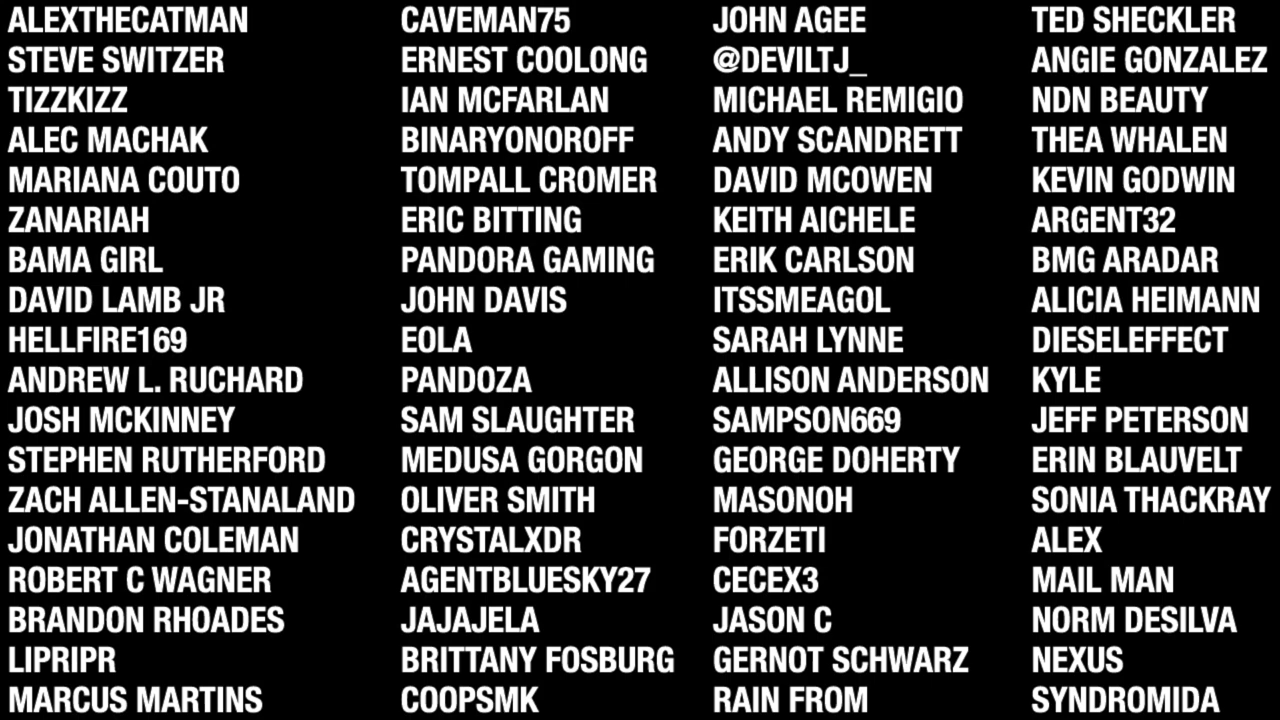 ALEXTHECATMAN
STEVE SWITZER
TIZZKIZZ
ALEC MACHAK
MARIANA COUTO
ZANARIAH
BAMA GIRL
DAVID LAMB JR
HELLFIRE169
ANDREW L. RUCHARD
JOSH MCKINNEY
STEPHEN RUTHERFORD
ZACH ALLEN-STANALAND
JONATHAN COLEMAN
ROBERT C WAGNER
BRANDON RHOADES
LIPRIPR
MARCUS MARTINS
CAVEMAN75
ERNEST COOLONG
IAN MCFARLAN
BINARYONOROFF
TOMPALL CROMER
ERIC BITTING
PANDORA GAMING
JOHN DAVIS
EOLA
PANDOZA
SAM SLAUGHTER
MEDUSA GORGON
OLIVER SMITH
CRYSTALXDR
AGENTBLUESKY27
JAJAJELA
BRITTANY FOSBURG
COOPSMK
JOHN AGEE
@DEVILTJ_
MICHAEL REMIGIO
ANDY SCANDRETT
DAVID MCOWEN
KEITH AICHELE
ERIK CARLSON
ITSSMEAGOL
SARAH LYNNE
ALLISON ANDERSON
SAMPSON669
GEORGE DOHERTY
MASONOH
FORZETI
CECEX3
JASON C
GERNOT SCHWARZ
RAIN FROM
TED SHECKLER
ANGIE GONZALEZ
NDN BEAUTY
THEA WHALEN
KEVIN GODWIN
ARGENT32
BMG ARADAR
ALICIA HEIMANN
DIESELEFFECT
KYLE
JEFF PETERSON
ERIN BLAUVELT
SONIA THACKRAY
ALEX
MAIL MAN
NORM DESILVA
NEXUS
SYNDROMIDA